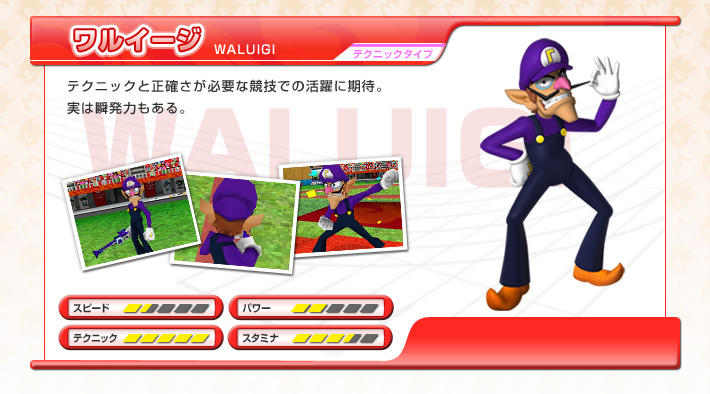 ワルイージ WALUIGI
テクニックタイプ
テクニックと正確さが必要な競技での活躍に期待。
実は瞬発力もある。
WALUIGI
スピード
パワー
テクニック
スタミナ